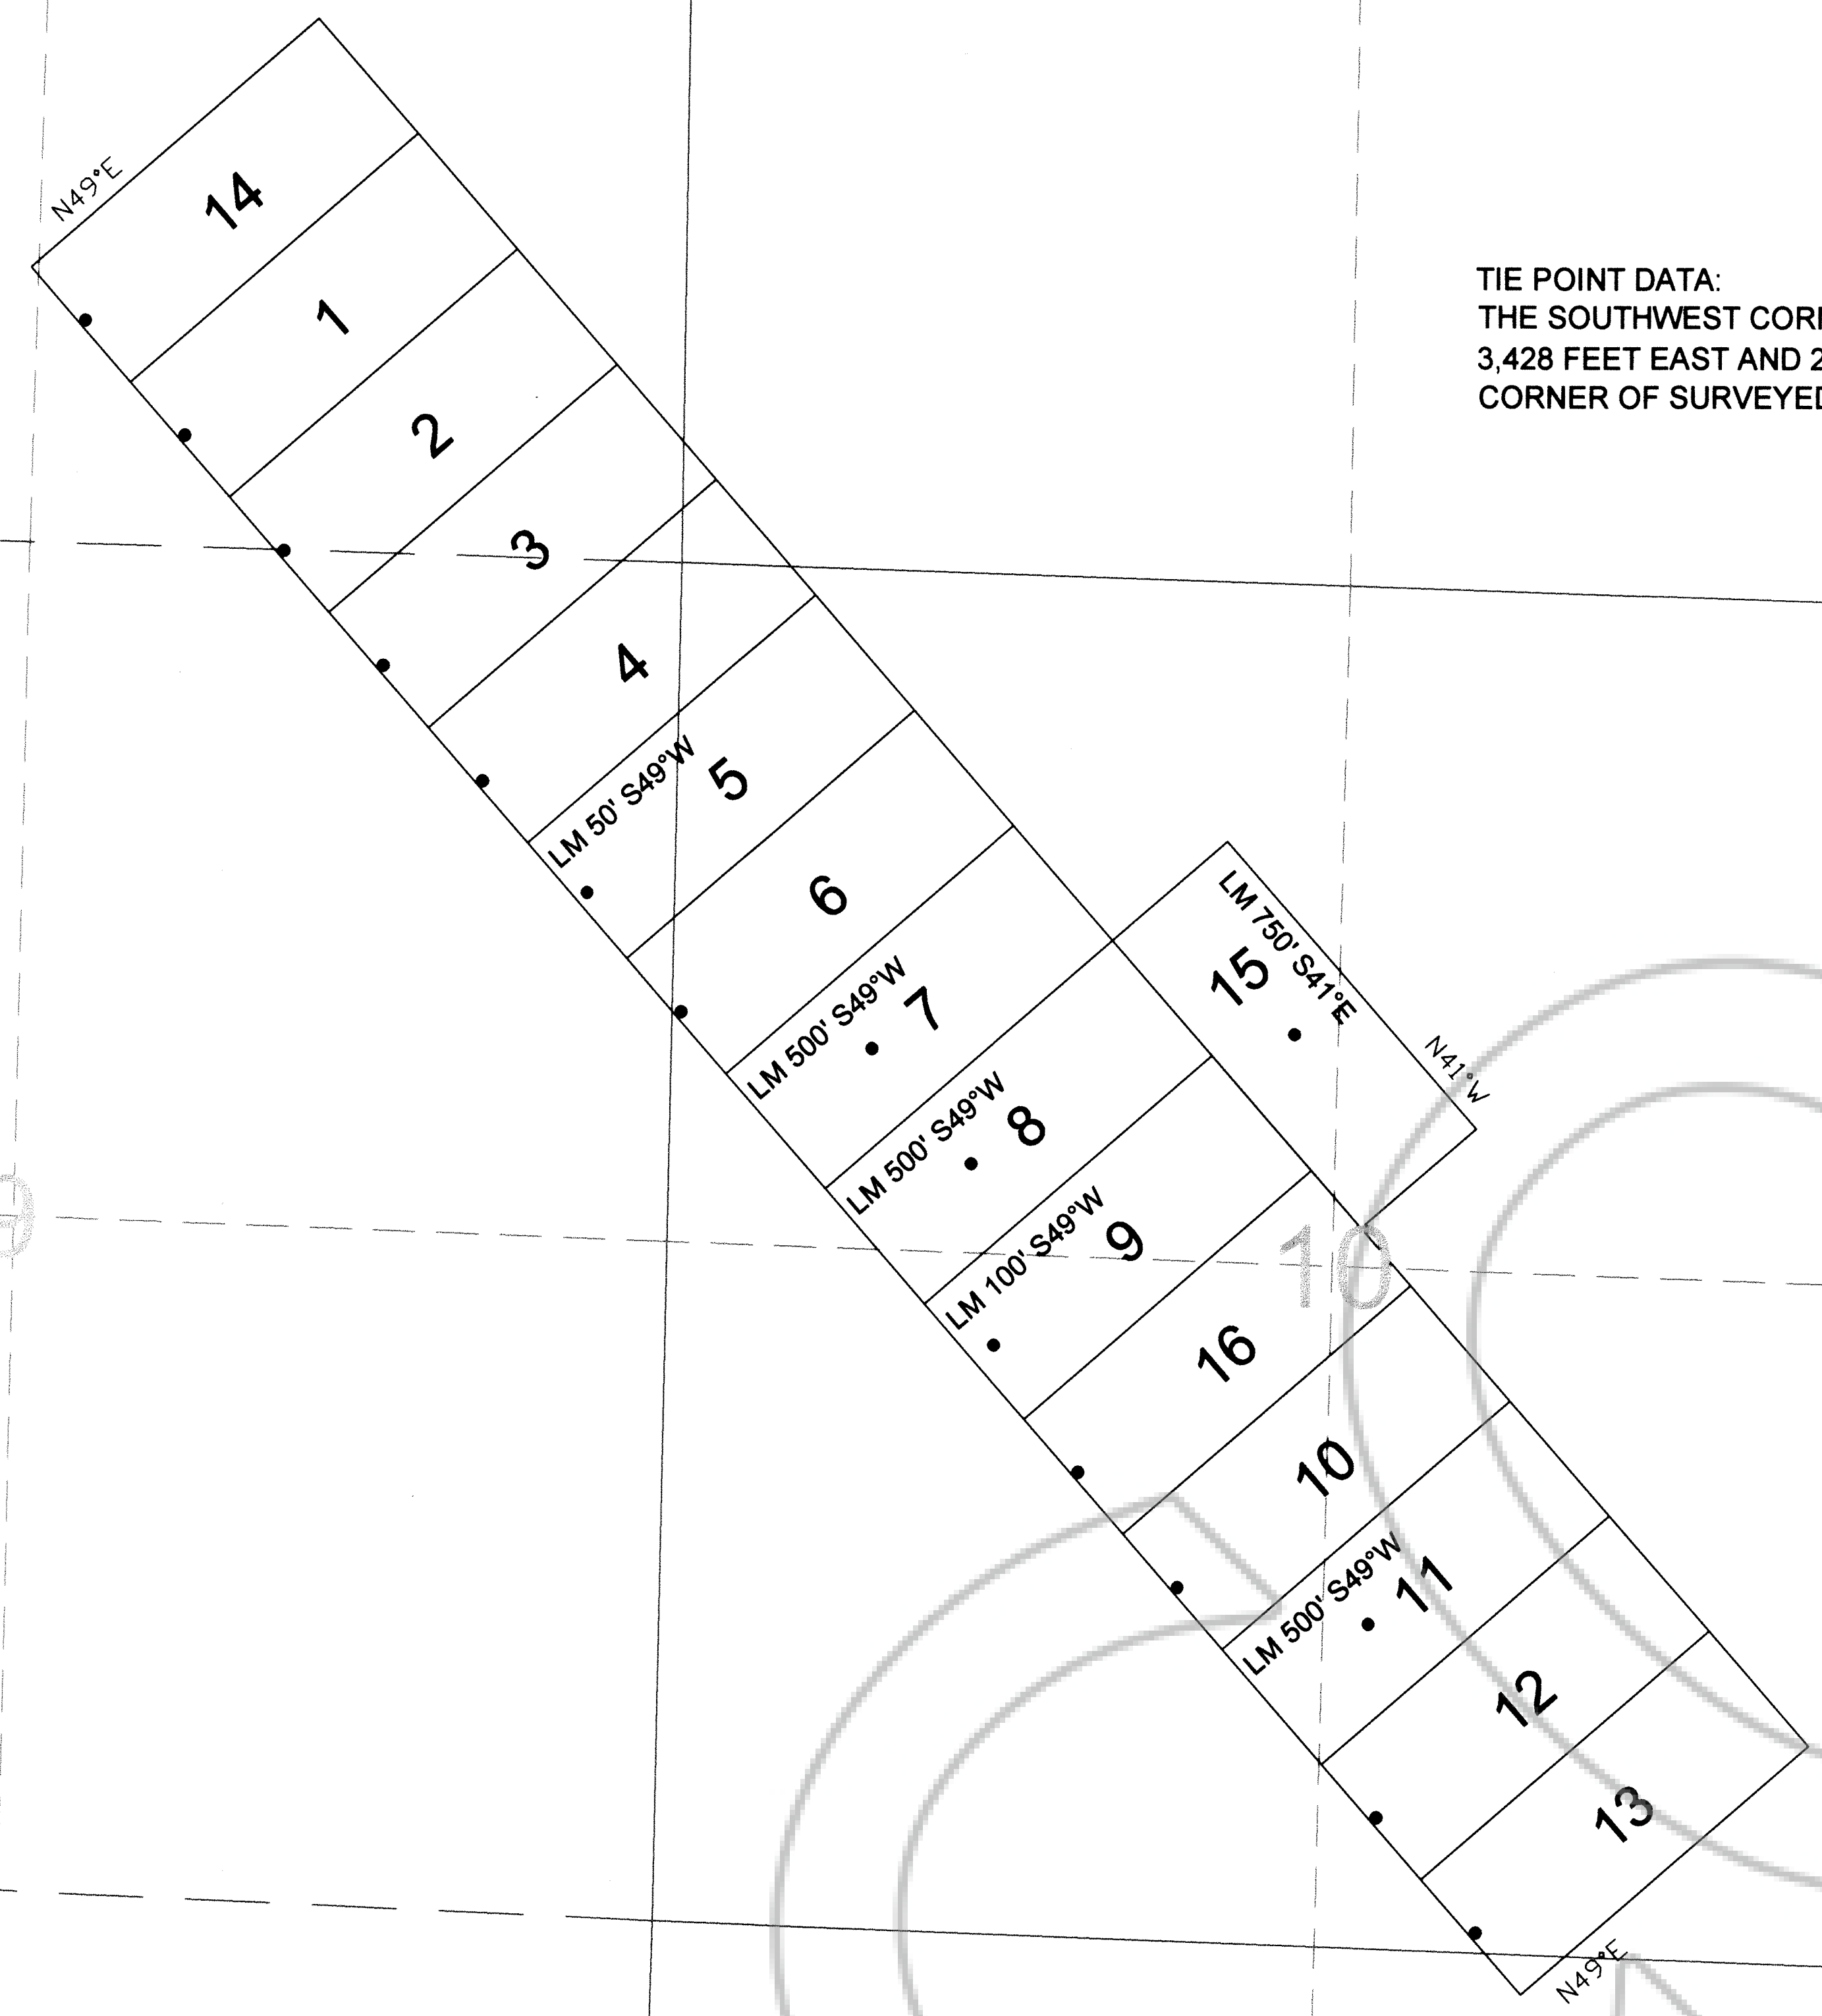 N49°E
14
1
2
3
4
LM 50' S49°W
5
6
LM 500' S49°W
7
LM 500' S49°W
8
LM 100' S49°W
9
16
10
LM 500' S49°W
11
12
13
N49°E
LM 750' S41°E
15
N41°W
10
TIE POINT DATA:
THE SOUTHWEST
3,428 FEET EAST AND 2
CORNER OF